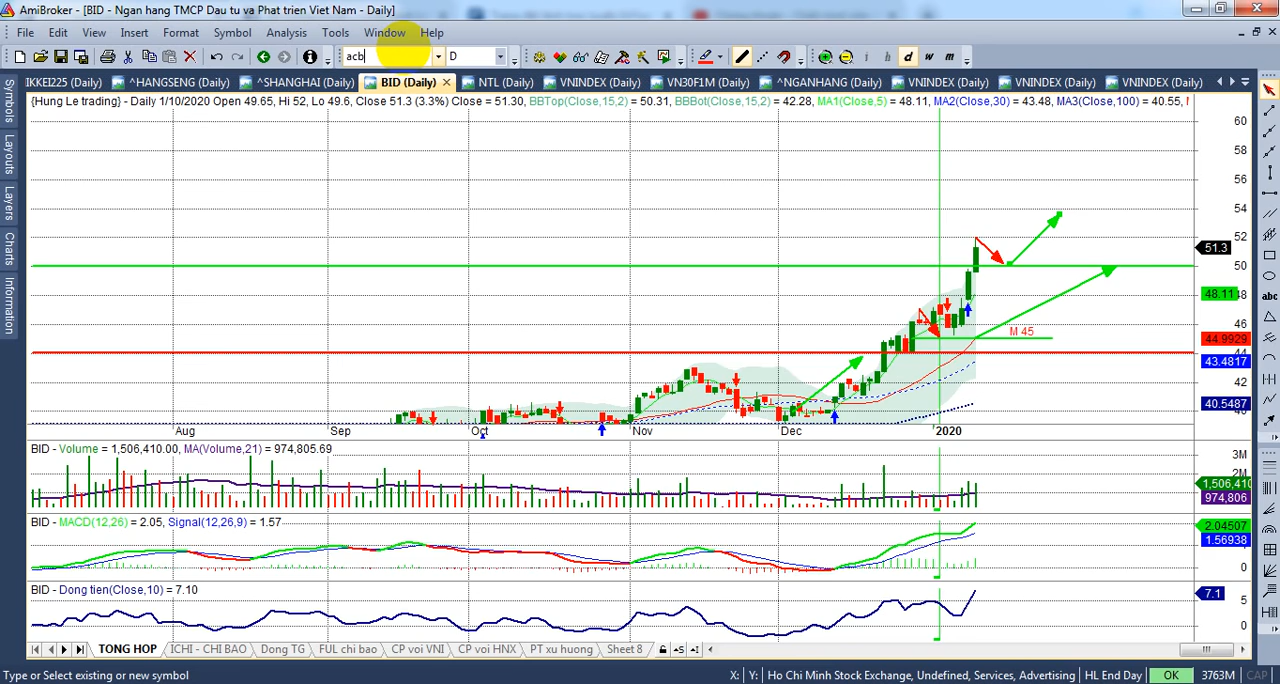 AmiBroker - [BID - Ngan hang TMCP Dau tu va Phat trien Viet Nam - Daily]
File Edit View Insert Format Symbol Analysis Tools Window Help
acb D i h d w m
IKKEI225 (Daily) ^HANGSENG (Daily) ^SHANGHAI (Daily) BID (Daily) NTL (Daily) VNINDEX (Daily) VN30F1M (Daily) ^NGANHANG (Daily) VNINDEX (Daily) VNINDEX (Daily) VNINDEX (Daily)
Symbols
Layouts
Layers
Charts
Information
{Hung Le trading} - Daily 1/10/2020 Open 49.65, Hi 52, Lo 49.6, Close 51.3 (3.3%) Close = 51.30, BBTop(Close,15,2) = 50.31, BBBot(Close,15,2) = 42.28, MA1(Close,5) = 48.11, MA2(Close,30) = 43.48, MA3(Close,100) = 40.55,
60
58
56
54
52
51.3
50
48.11
48
46
M 45
44.9929
44
43.4817
42
40.5487
abc
Aug Sep Oct Nov Dec 2020
BID - Volume = 1,506,410.00, MA(Volume,21) = 974,805.69
3M
2M
1,506,410
974,806
BID - MACD(12,26) = 2.05, Signal(12,26,9) = 1.57
2.04507
1.56938
0
BID - Dong tien(Close,10) = 7.10
7.1
5
0
TONG HOP ICHI - CHI BAO Dong TG FUL chi bao CP voi VNI CP voi HNX PT xu huong Sheet 8
Type or Select existing or new symbol X: Y: Ho Chi Minh Stock Exchange, Undefined, Services, Advertising HL End Day OK 3763M CAP